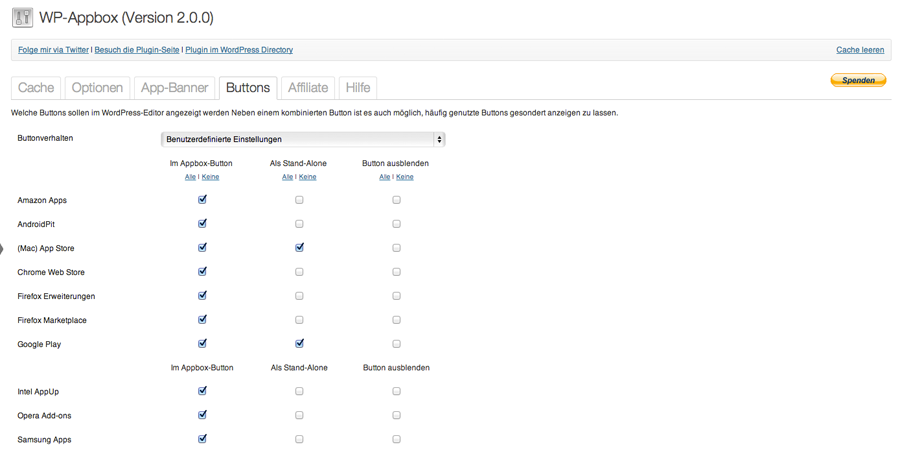 WP-Appbox (Version 2.0.0)
Folge mir via Twitter | Besuch die Plugin-Seite | Plugin im WordPress Directory
Cache leeren
Cache Optionen App-Banner Buttons Affiliate Hilfe
Spenden
Welche Buttons sollen im WordPress-Editor angezeigt werden Neben einem kombinierten Button ist es auch möglich, häufig genutzte Buttons gesondert anzeigen zu lassen.
Buttonverhalten Benutzerdefinierte Einstellungen
Im Appbox-Button Als Stand-Alone Button ausblenden
Alle | Keine Alle | Keine Alle | Keine
Amazon Apps
AndroidPit
(Mac) App Store
Chrome Web Store
Firefox Erweiterungen
Firefox Marketplace
Google Play
Im Appbox-Button Als Stand-Alone Button ausblenden
Intel AppUp
Opera Add-ons
Samsung Apps